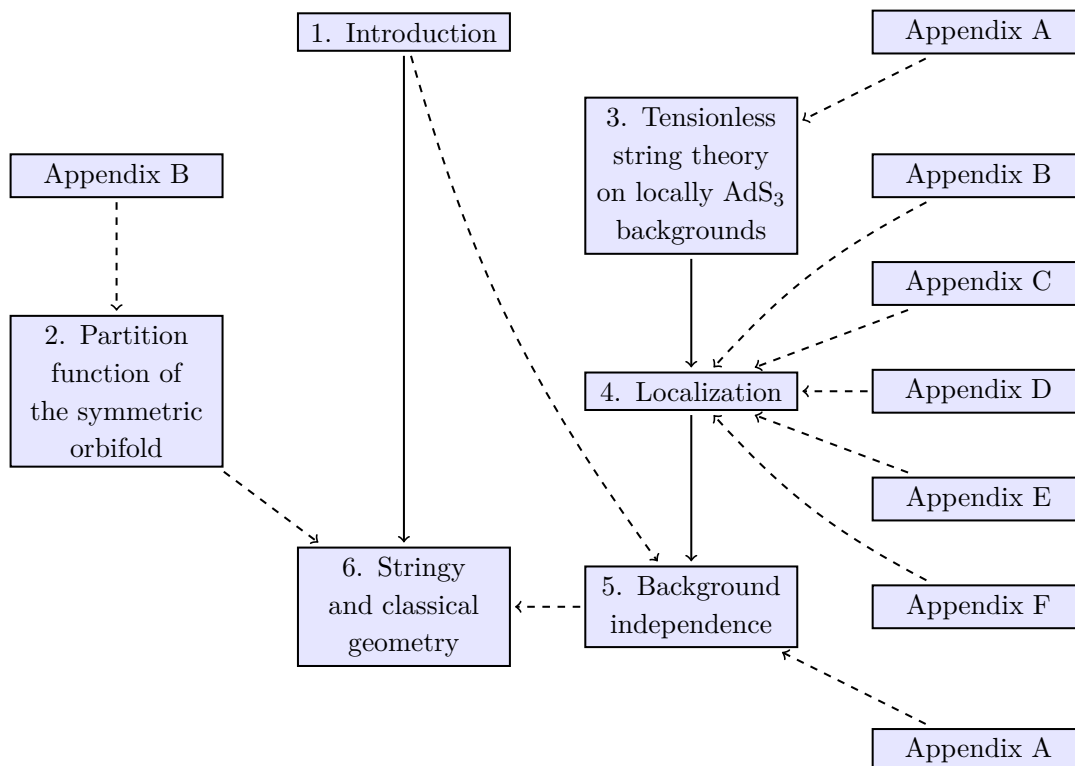 1. Introduction
Appendix A
3. Tensionless
string theory
on locally AdS₃
backgrounds
Appendix B
Appendix B
Appendix C
2. Partition
function of
the symmetric
orbifold
4. Localization
Appendix D
Appendix E
6. Stringy
and classical
geometry
5. Background
independence
Appendix F
Appendix A